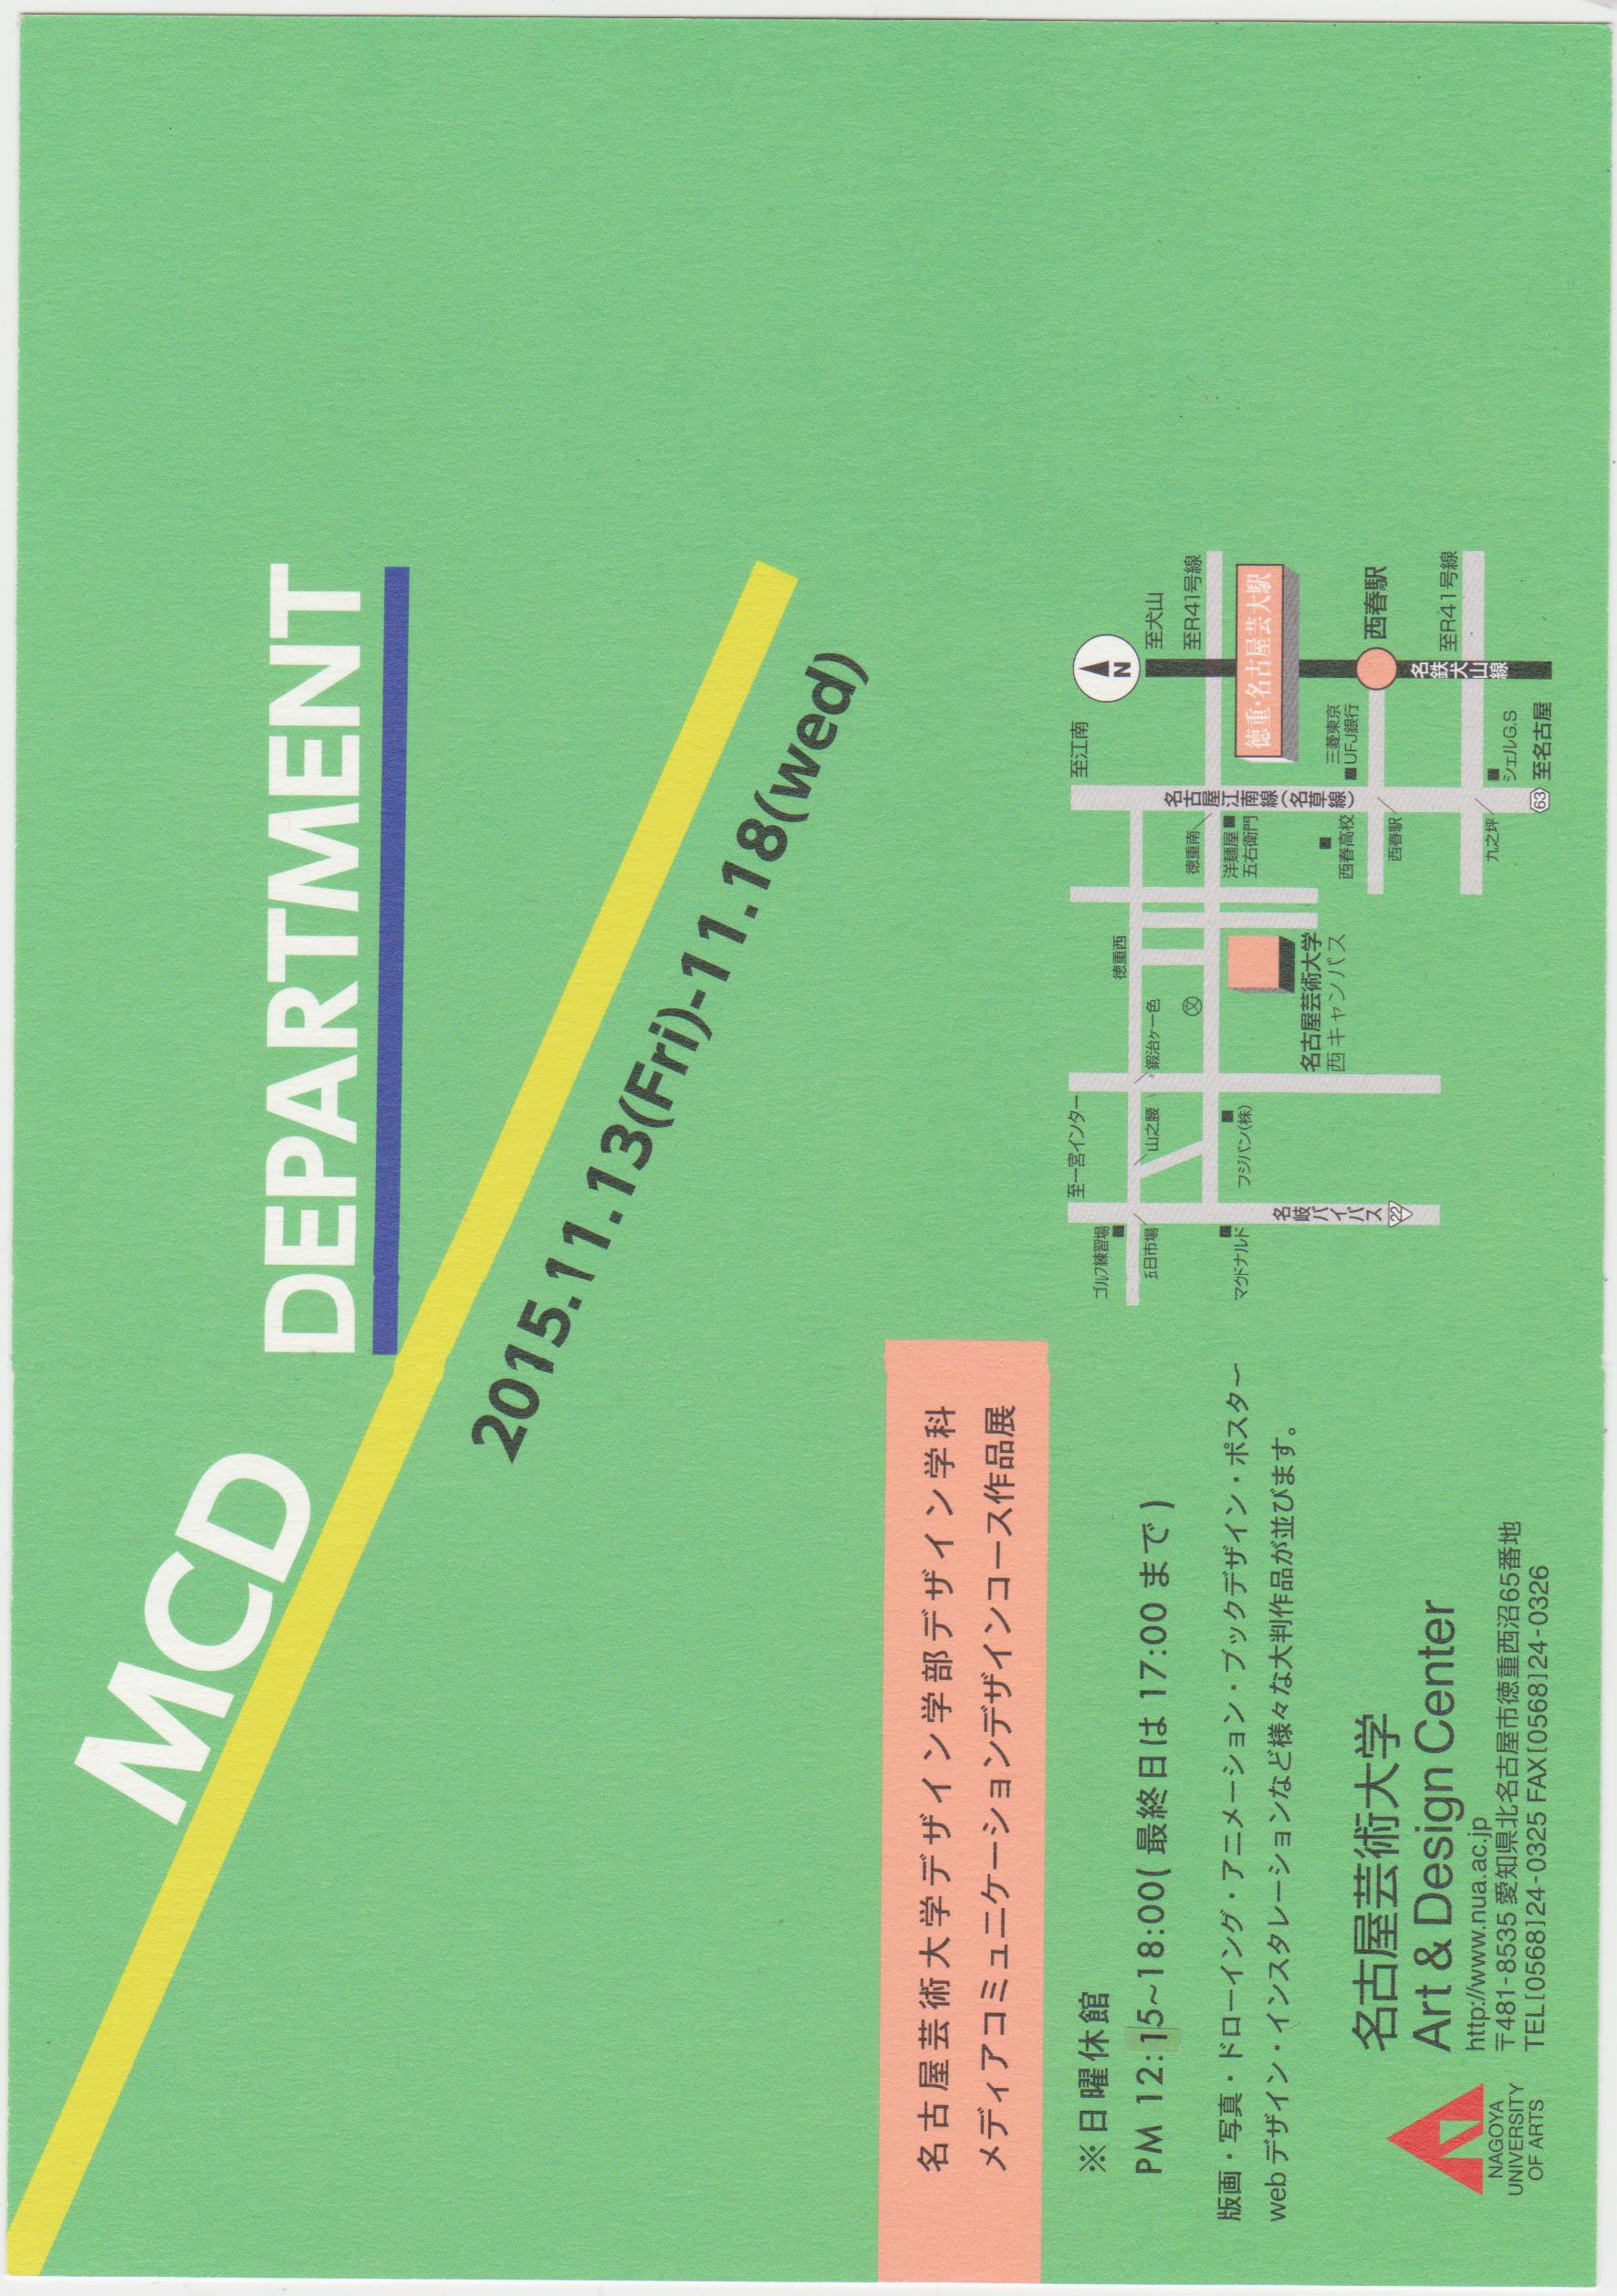 MCD
DEPARTMENT
2015.11.13(Fri)-11.18(wed)
名古屋芸術大学デザイン学部デザイン学科
メディアコミュニケーションデザインコース作品展
※日曜休館
PM 12:15~18:00(最終日は17:00まで)
版画・写真・ドローイング・アニメーション・ブックデザイン・ポスター
webデザイン・インスタレーションなど様々な大判作品が並びます。
NAGOYA
UNIVERSITY
OF ARTS
名古屋芸術大学
Art & Design Center
http://www.nua.ac.jp
〒481-8535 愛知県北名古屋市徳重西沼65番地
TEL[0568]24-0325 FAX[0568]24-0326
至一宮インター
至江南
N
至犬山
至R41号線
ゴルフ練習場
五日市場
山之腰
鍛治ケ一色
徳重西
文
徳重南
洋麺屋
五右衛門
徳重・名古屋芸大駅
マクドナルド
フジパン(株)
名岐バイパス
22
名古屋芸術大学
西キャンパス
名古屋江南線(名草線)
西春高校
三菱東京
UFJ銀行
西春駅
西春駅
名鉄犬山線
至R41号線
九之坪
シェルG.S
63
至名古屋